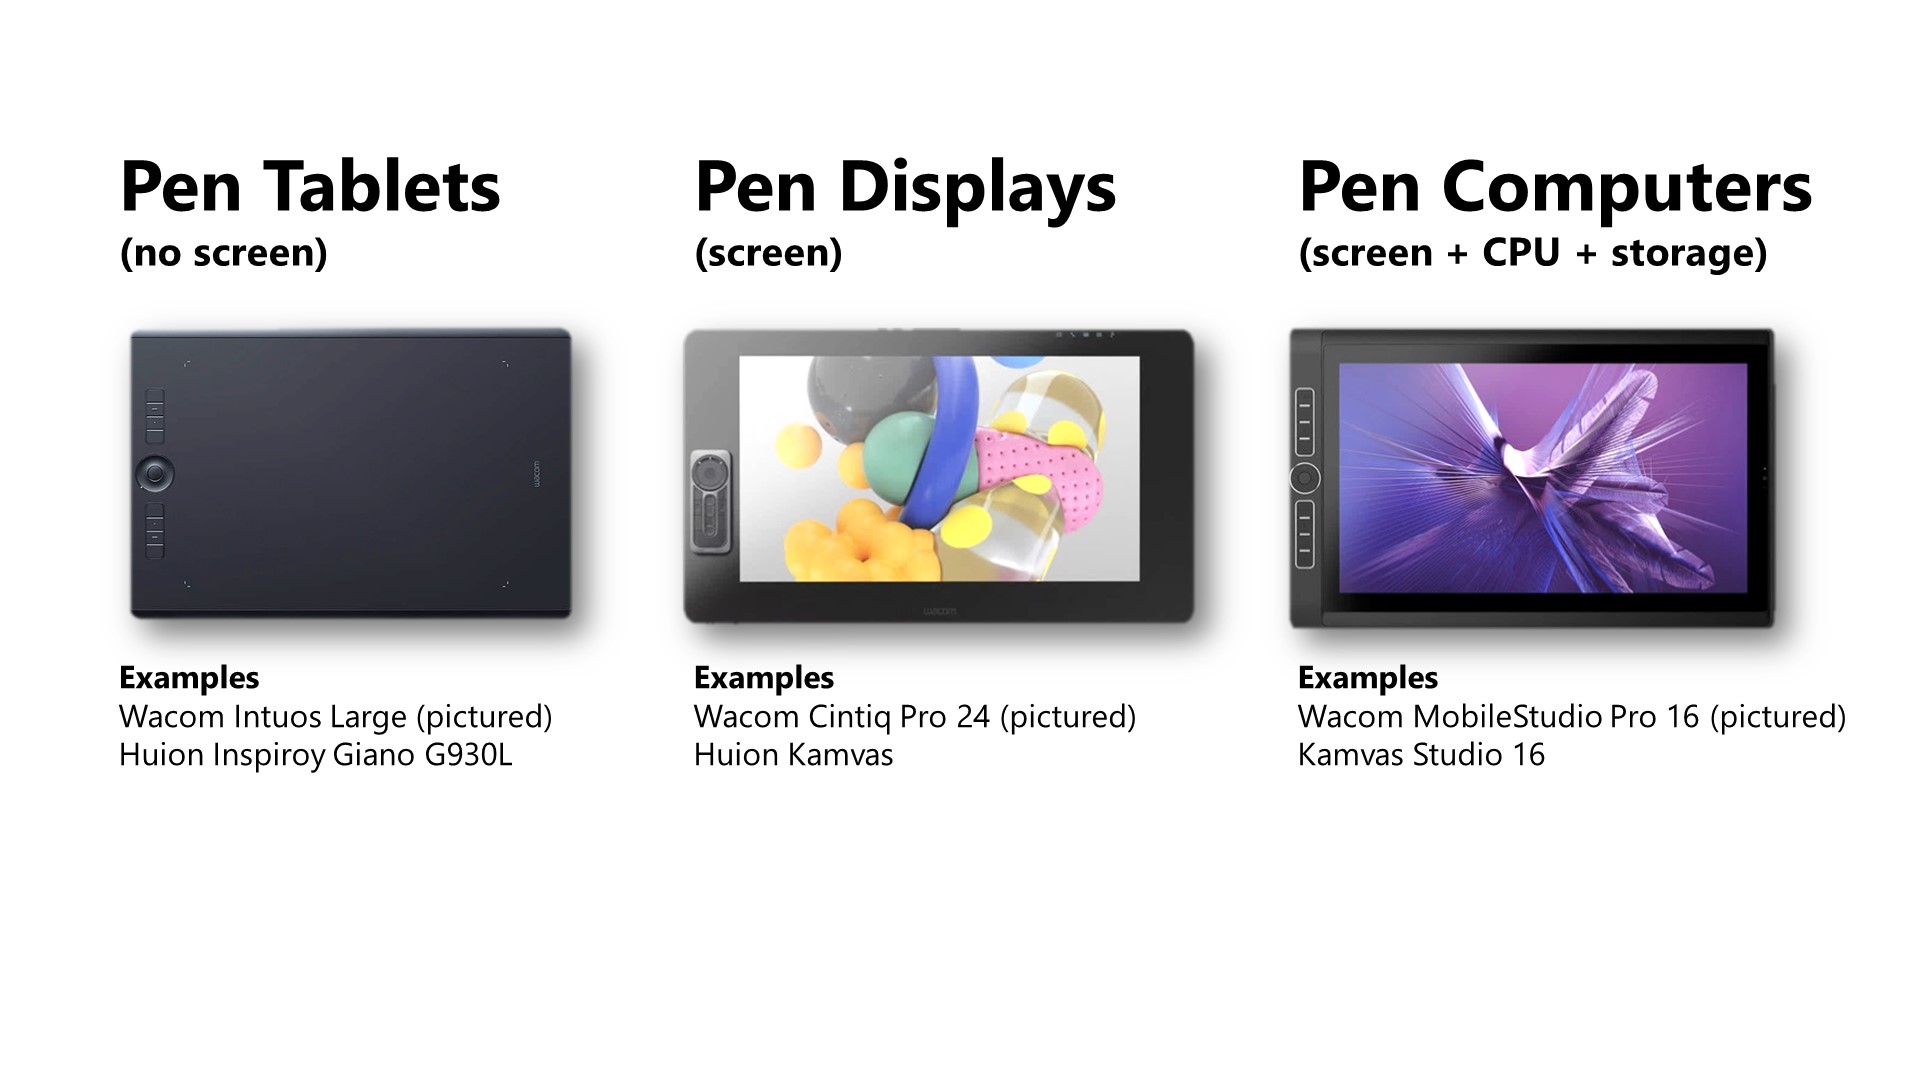 Pen Tablets
(no screen)
wacom
Examples
Wacom Intuos Large (pictured)
Huion Inspiroy Giano G930L
Pen Displays
(screen)
wacom
Examples
Wacom Cintiq Pro 24 (pictured)
Huion Kamvas
Pen Computers
(screen + CPU + storage)
Examples
Wacom MobileStudio Pro 16 (pictured)
Kamvas Studio 16